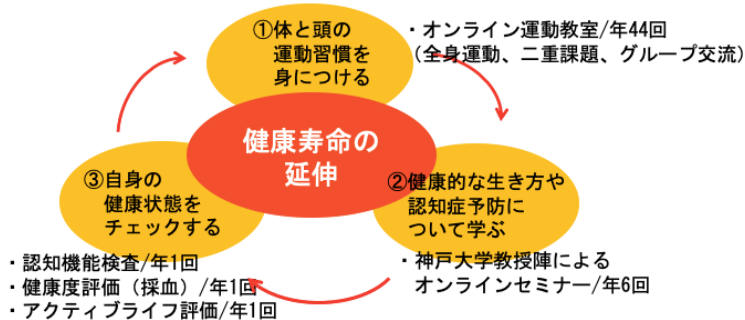 ①体と頭の
運動習慣を
身につける
・オンライン運動教室/年44回
（全身運動、二重課題、グループ交流）
健康寿命の
延伸
②健康的な生き方や
認知症予防に
ついて学ぶ
・神戸大学教授陣による
オンラインセミナー/年6回
③自身の
健康状態を
チェックする
・認知機能検査/年1回
・健康度評価（採血）/年1回
・アクティブライフ評価/年1回